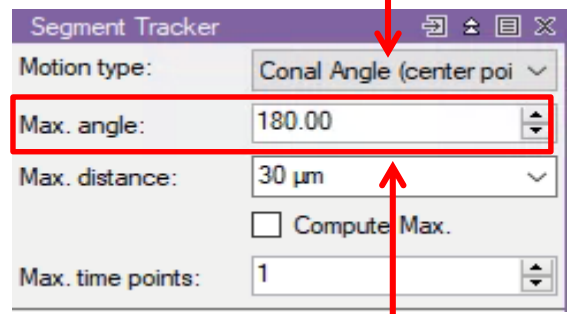 Segment Tracker
Motion type: Conal Angle (center poi
Max. angle: 180.00
Max. distance: 30 µm
Compute Max.
Max. time points: 1